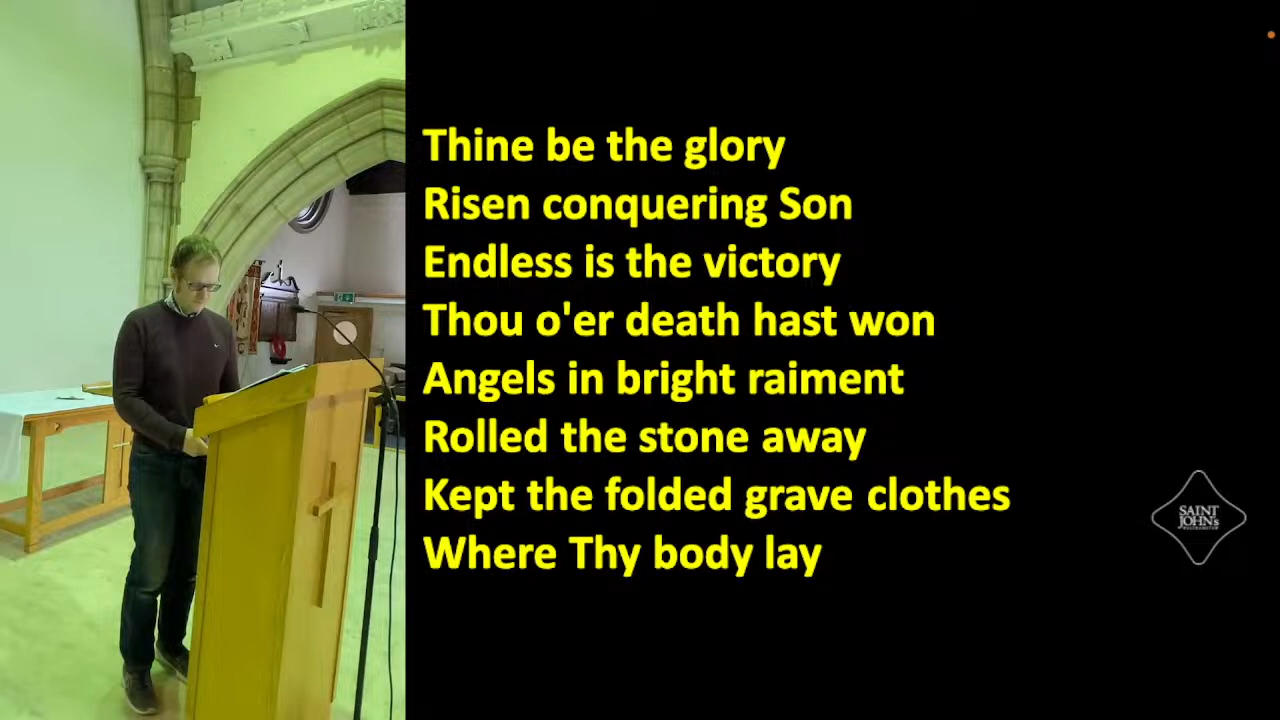 Thine be the glory
Risen conquering Son
Endless is the victory
Thou o'er death hast won
Angels in bright raiment
Rolled the stone away
Kept the folded grave clothes
Where Thy body lay
SAINT
JOHN's